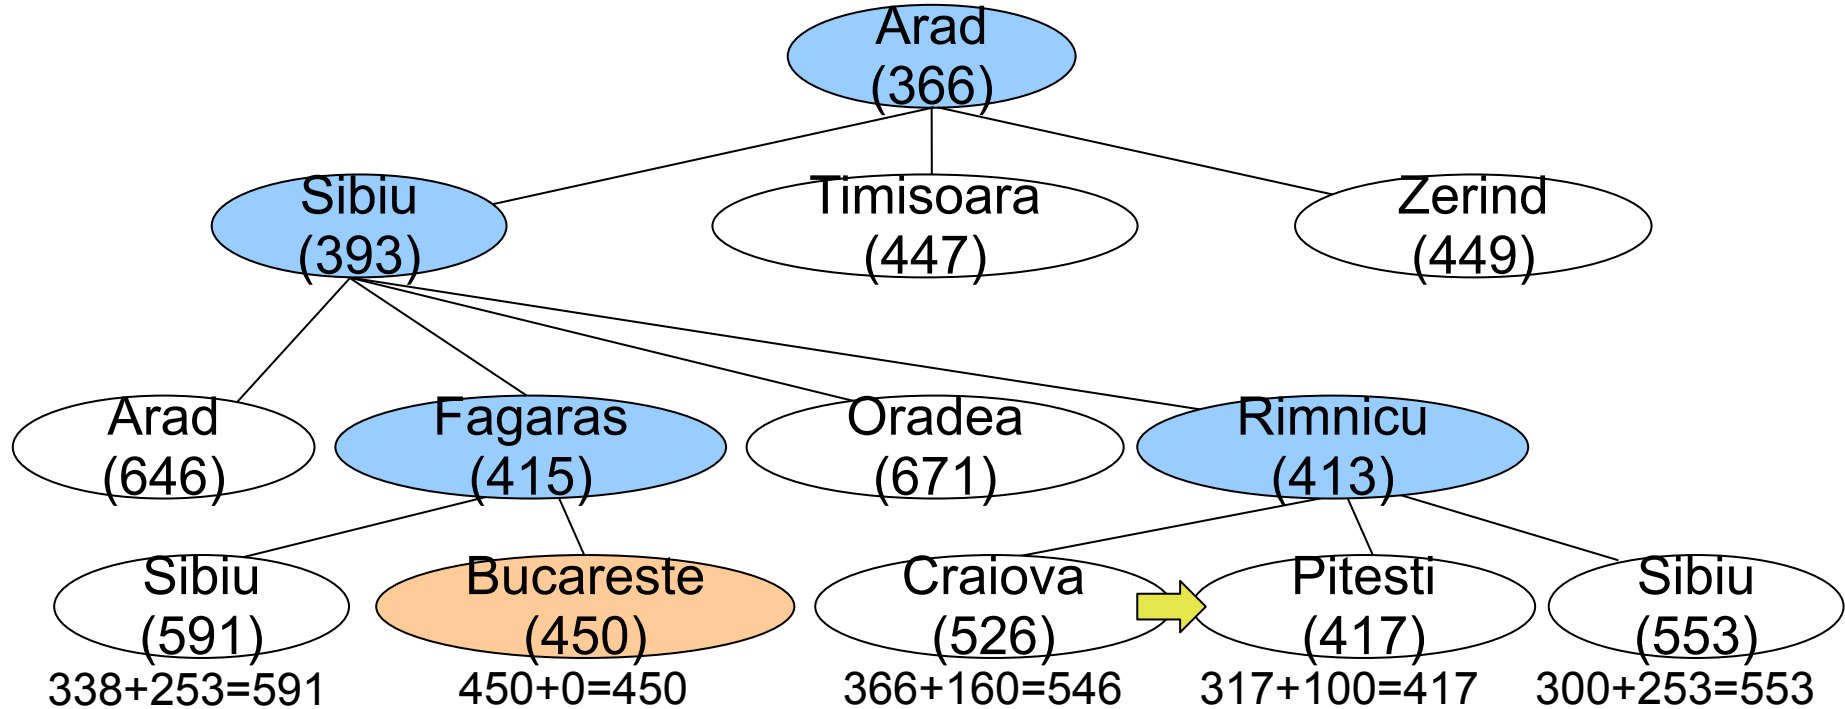 Arad
(366)
Sibiu
(393)
Timisoara
(447)
Zerind
(449)
Arad
(646)
Fagaras
(415)
Oradea
(671)
Rimnicu
(413)
Sibiu
(591)
Bucareste
(450)
Craiova
(526)
Pitesti
(417)
Sibiu
(553)
338+253=591
450+0=450
366+160=546
317+100=417
300+253=553